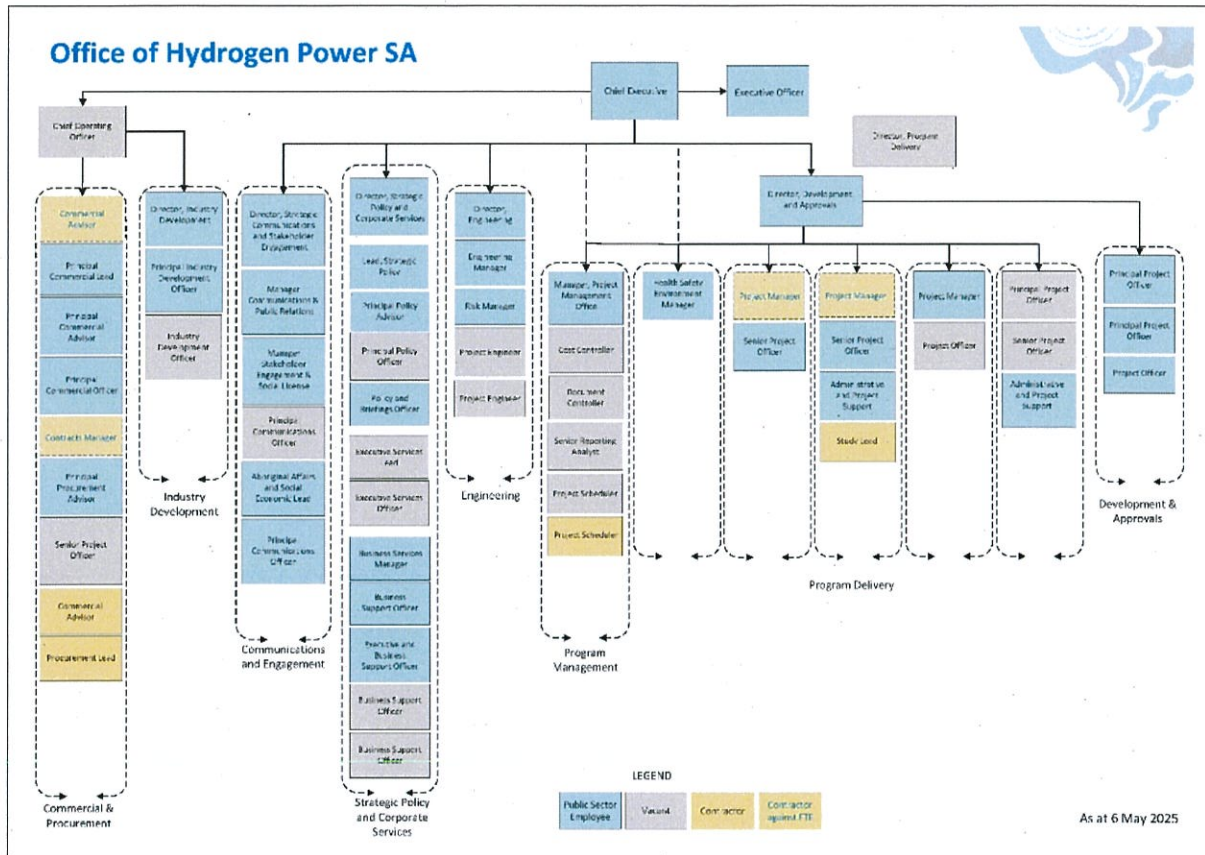 Office of Hydrogen Power SA
Chief Executive
Executive Officer
Chief Operating
Officer
Director, Program
Delivery
Director, Development
and Approvals
Commercial
Advisor
Principal
Commercial Lead
Principal
Commercial
Advisor
Principal
Commercial Officer
Contracts Manager
Principal
Procurement
Advisor
Senior Project
Officer
Commercial
Advisor
Procurement Lead
Commercial &
Procurement
Director, Industry
Development
Principal Industry
Development
Officer
Industry
Development
Officer
Industry
Development
Director, Strategic
Communications
and Stakeholder
Engagement
Manager
Communications &
Public Relations
Manager
Stakeholder
Engagement &
Social License
Principal
Communications
Officer
Aboriginal Affairs
and Social
Economic Lead
Principal
Communications
Officer
Communications
and Engagement
Director, Strategic
Policy and
Corporate Services
Lead, Strategic
Policy
Principal Policy
Advisor
Principal Policy
Officer
Policy and
Briefings Officer
Executive Services
Lead
Executive Services
Officer
Business Services
Manager
Business
Support Officer
Executive and
Business
Support Officer
Business Support
Officer
Business Support
Officer
Strategic Policy
and Corporate
Services
Director,
Engineering
Engineering
Manager
Risk Manager
Project Engineer
Project Engineer
Engineering
Manager, Project
Management
Office
Cost Controller
Document
Controller
Senior Reporting
Analyst
Project Scheduler
Project Scheduler
Program
Management
Health Safety
Environment
Manager
Project Manager
Senior Project
Officer
Project Manager
Senior Project
Officer
Administrative
and Project
Support
Study Lead
Project Manager
Project Officer
Principal Project
Officer
Senior Project
Officer
Administrative
and Project
Support
Program Delivery
Principal Project
Officer
Principal Project
Officer
Project Officer
Development &
Approvals
LEGEND
Public Sector
Employee
Vacant
Contractor
Contractor
against FTE
As at 6 May 2025